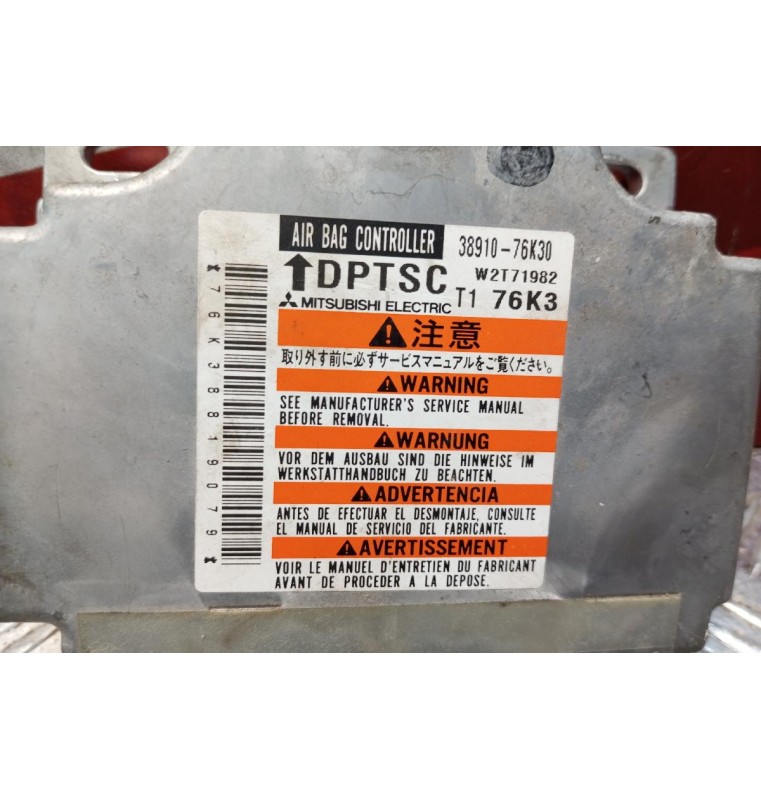 AIR BAG CONTROLLER 38910-76K30
↑DPTSC W2T71982
MITSUBISHI ELECTRIC T1 76K3
⚠注意
取り外す前に必ずサービスマニュアルをご覧ください。
⚠WARNING
SEE MANUFACTURER'S SERVICE MANUAL
BEFORE REMOVAL.
⚠WARNUNG
VOR DEM AUSBAU SIND DIE HINWEISE IM
WERKSTATTHANDBUCH ZU BEACHTEN.
⚠ADVERTENCIA
ANTES DE EFECTUAR EL DESMONTAJE, CONSULTE
EL MANUAL DE SERVICIO DEL FABRICANTE.
⚠AVERTISSEMENT
VOIR LE MANUEL D'ENTRETIEN DU FABRICANT
AVANT DE PROCEDER A LA DEPOSE.
*76K38819079*